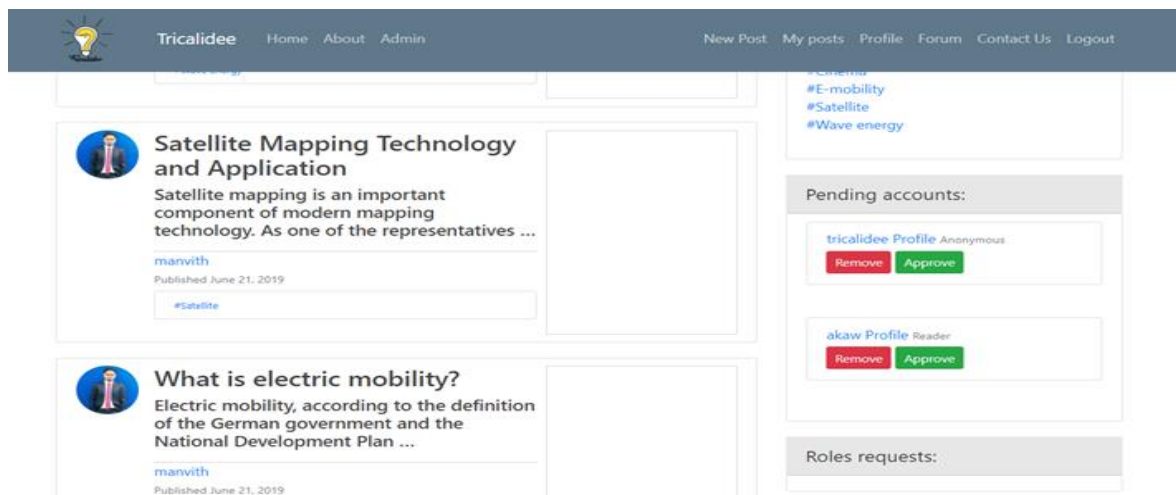 Tricalidee Home About Admin New Post My posts Profile Forum Contact Us Logout
#E-mobility
#Satellite
#Wave energy
Satellite Mapping Technology
and Application
Satellite mapping is an important
component of modern mapping
technology. As one of the representatives ...
manvith
Published June 21, 2019
#Satellite
What is electric mobility?
Electric mobility, according to the definition
of the German government and the
National Development Plan ...
manvith
Published June 21, 2019
Pending accounts:
tricalidee Profile Anonymous
Remove Approve
akaw Profile Reader
Remove Approve
Roles requests: